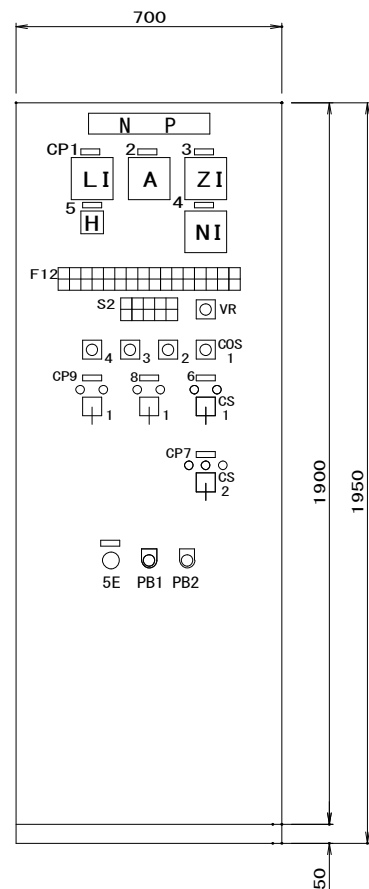 700
N P
CP1 2 3
LI A ZI
5 4
H NI
F12
S2 VR
4 3 2 COS 1
CP9 8 6
1 1 CS 1
CP7
CS 2
5E PB1 PB2
1900
1950
50